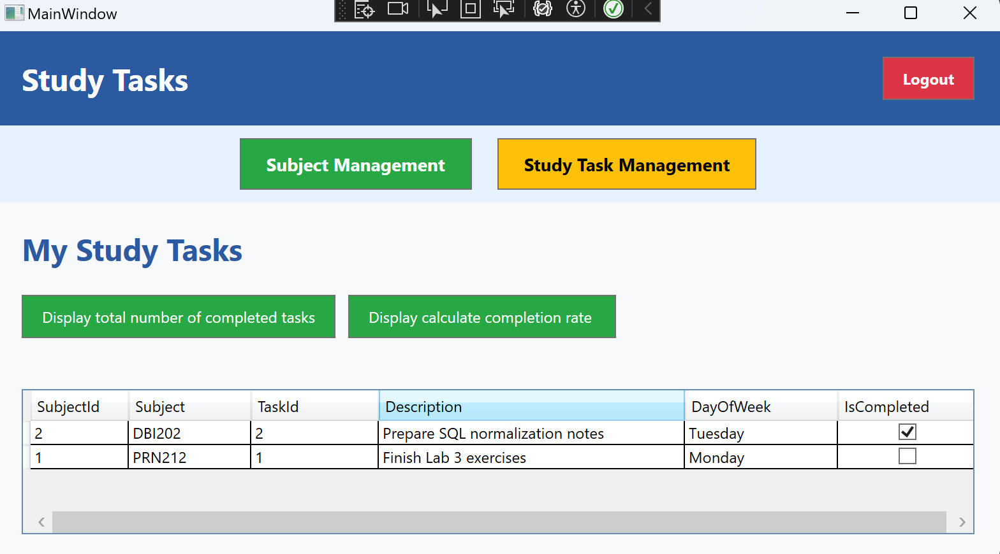 MainWindow
Study Tasks
Logout
Subject Management
Study Task Management
My Study Tasks
Display total number of completed tasks
Display calculate completion rate
SubjectId Subject TaskId Description DayOfWeek IsCompleted
2 DBI202 2 Prepare SQL normalization notes Tuesday
1 PRN212 1 Finish Lab 3 exercises Monday